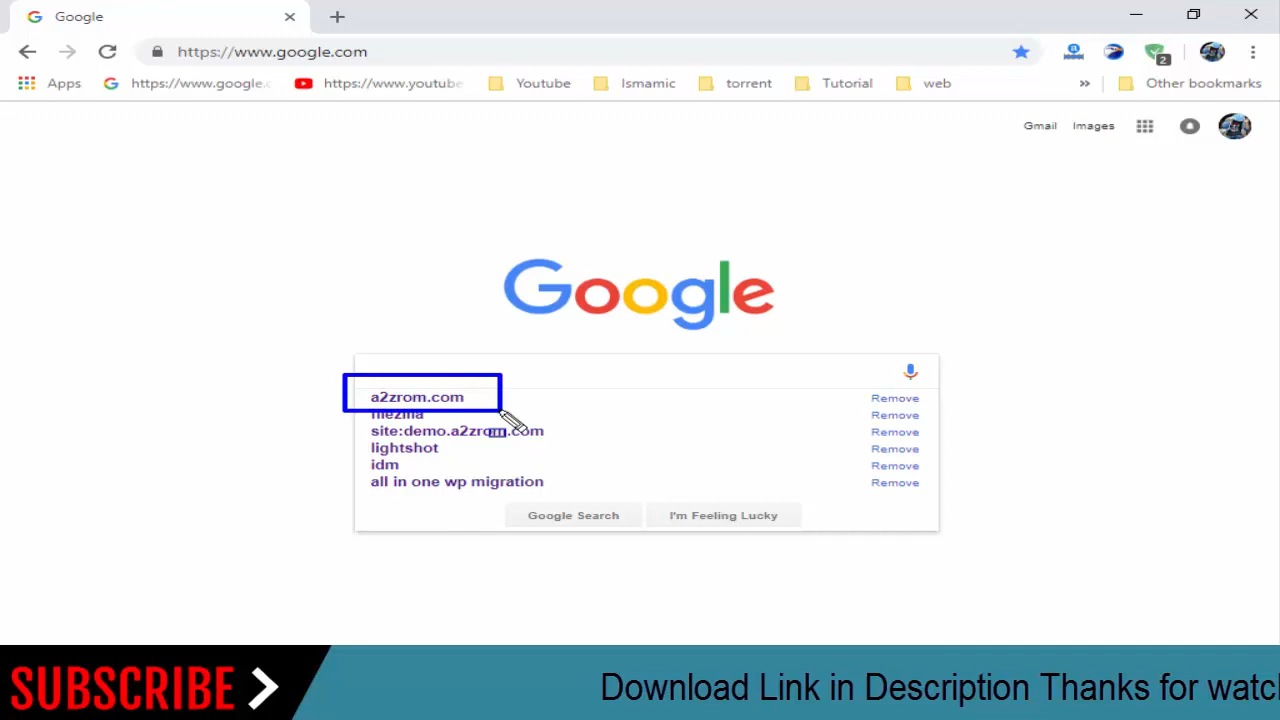 Google
https://www.google.com
Apps
https://www.google.c
https://www.youtube
Youtube
Ismamic
torrent
Tutorial
web
»
Other bookmarks
2
Gmail Images
Google
a2zrom.com Remove
filezilla Remove
site:demo.a2zrom.com Remove
lightshot Remove
idm Remove
all in one wp migration Remove
Google Search I'm Feeling Lucky
SUBSCRIBE Download Link in Description Thanks for watc